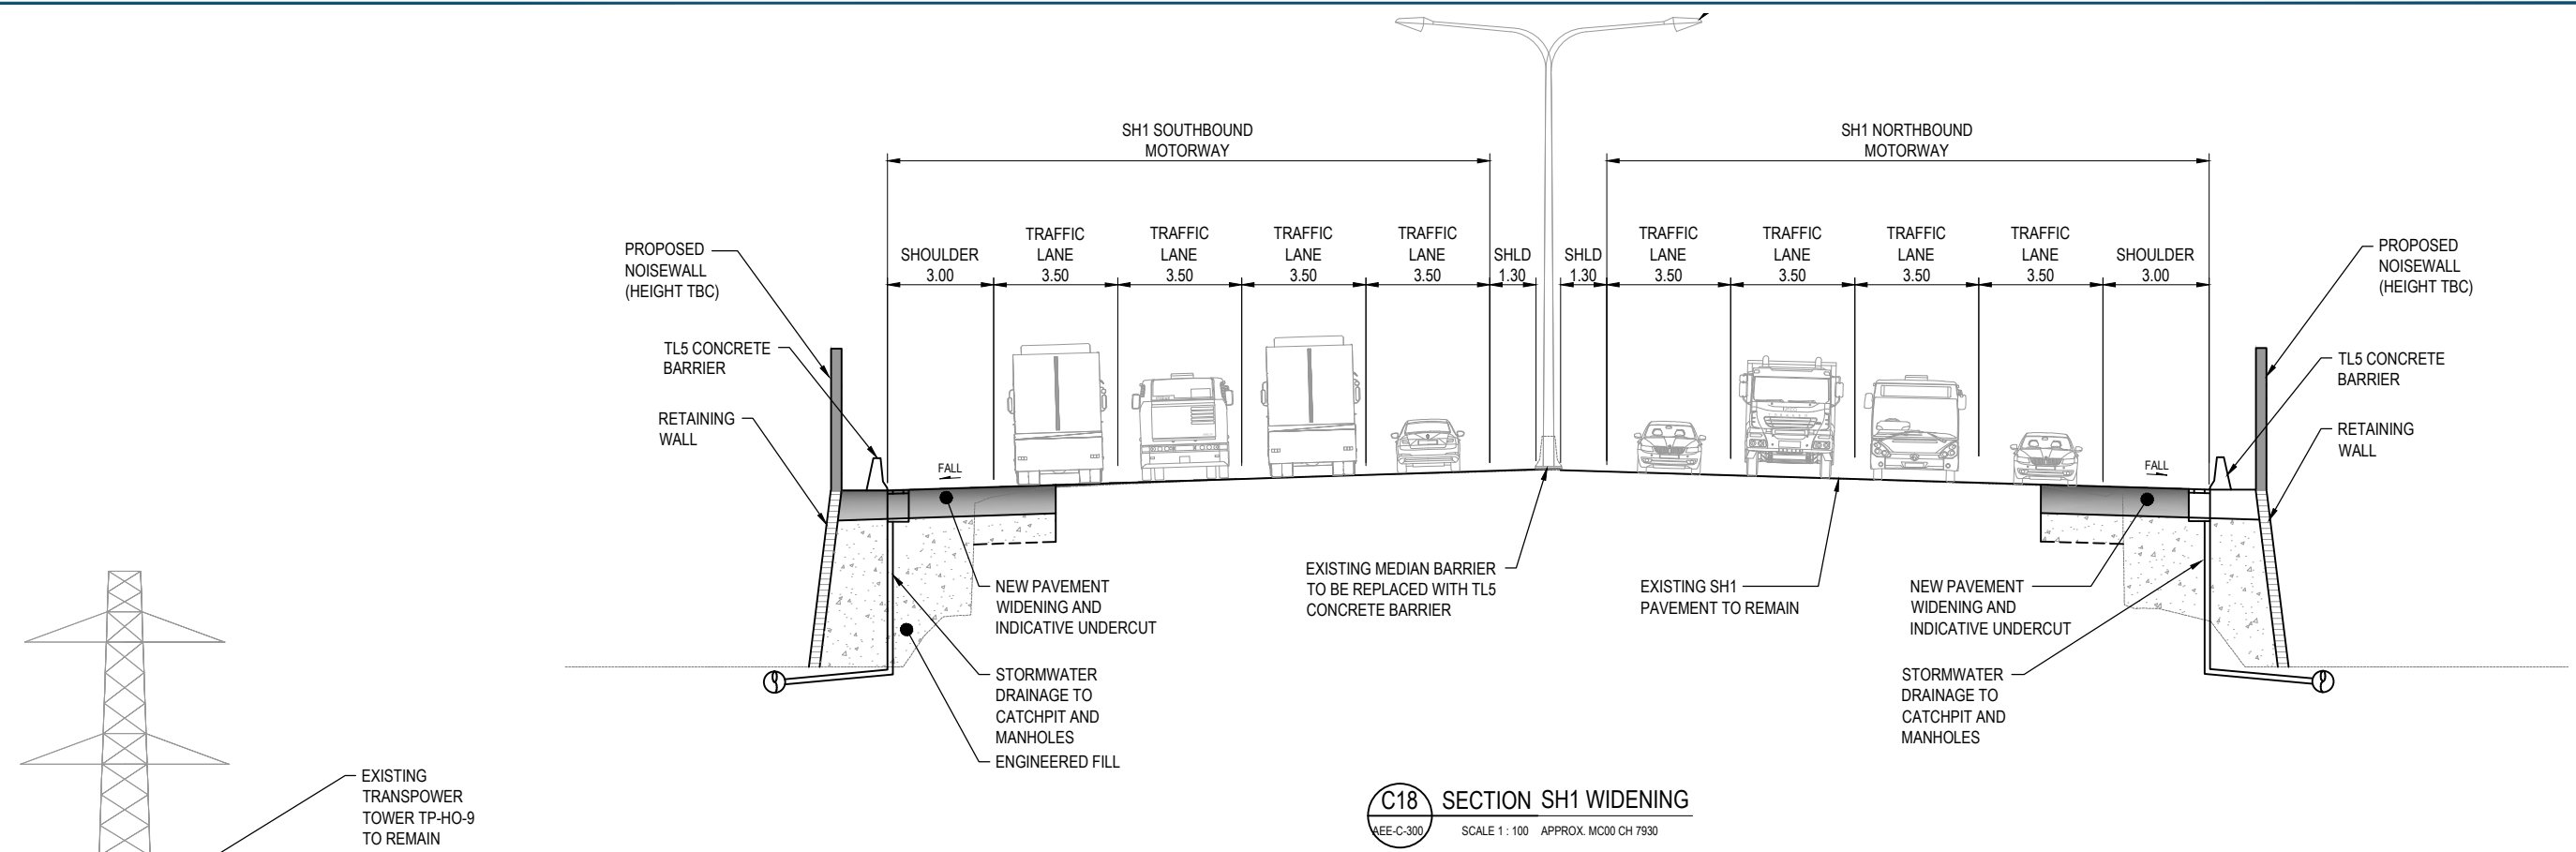 SH1 SOUTHBOUND
MOTORWAY
SH1 NORTHBOUND
MOTORWAY
PROPOSED
NOISEWALL
(HEIGHT TBC)
SHOULDER
3.00
TRAFFIC
LANE
3.50
TRAFFIC
LANE
3.50
TRAFFIC
LANE
3.50
TRAFFIC
LANE
3.50
SHLD
1.30
SHLD
1.30
TRAFFIC
LANE
3.50
TRAFFIC
LANE
3.50
TRAFFIC
LANE
3.50
TRAFFIC
LANE
3.50
SHOULDER
3.00
PROPOSED
NOISEWALL
(HEIGHT TBC)
TL5 CONCRETE
BARRIER
RETAINING
WALL
FALL
FALL
TL5 CONCRETE
BARRIER
RETAINING
WALL
NEW PAVEMENT
WIDENING AND
INDICATIVE UNDERCUT
STORMWATER
DRAINAGE TO
CATCHPIT AND
MANHOLES
ENGINEERED FILL
EXISTING MEDIAN BARRIER
TO BE REPLACED WITH TL5
CONCRETE BARRIER
EXISTING SH1
PAVEMENT TO REMAIN
NEW PAVEMENT
WIDENING AND
INDICATIVE UNDERCUT
STORMWATER
DRAINAGE TO
CATCHPIT AND
MANHOLES
EXISTING
TRANSPOWER
TOWER TP-HO-9
TO REMAIN
C18 SECTION SH1 WIDENING
AEE-C-300 SCALE 1 : 100 APPROX. MC00 CH 7930